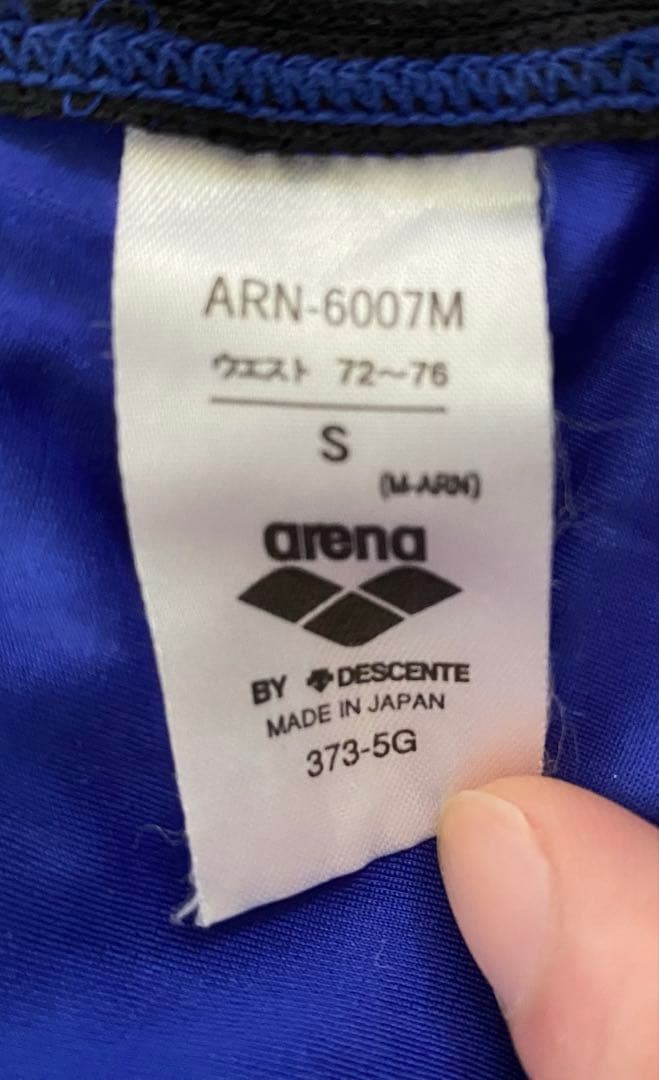 ARN-6007M
ウエスト 72〜76
S
(M-ARN)
arena
BY DESCENTE
MADE IN JAPAN
373-5G